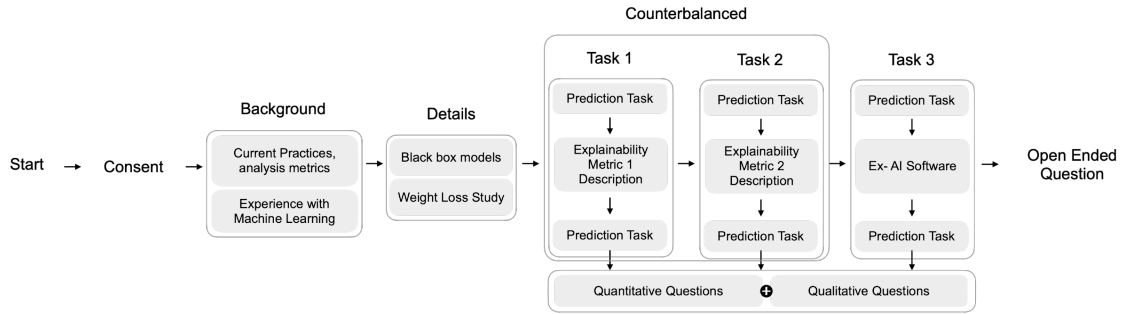 Counterbalanced
Start
Consent
Background
Current Practices,
analysis metrics
Experience with
Machine Learning
Details
Black box models
Weight Loss Study
Task 1
Prediction Task
Explainability
Metric 1
Description
Prediction Task
Task 2
Prediction Task
Explainability
Metric 2
Description
Prediction Task
Task 3
Prediction Task
Ex- AI Software
Prediction Task
Open Ended
Question
Quantitative Questions
Qualitative Questions